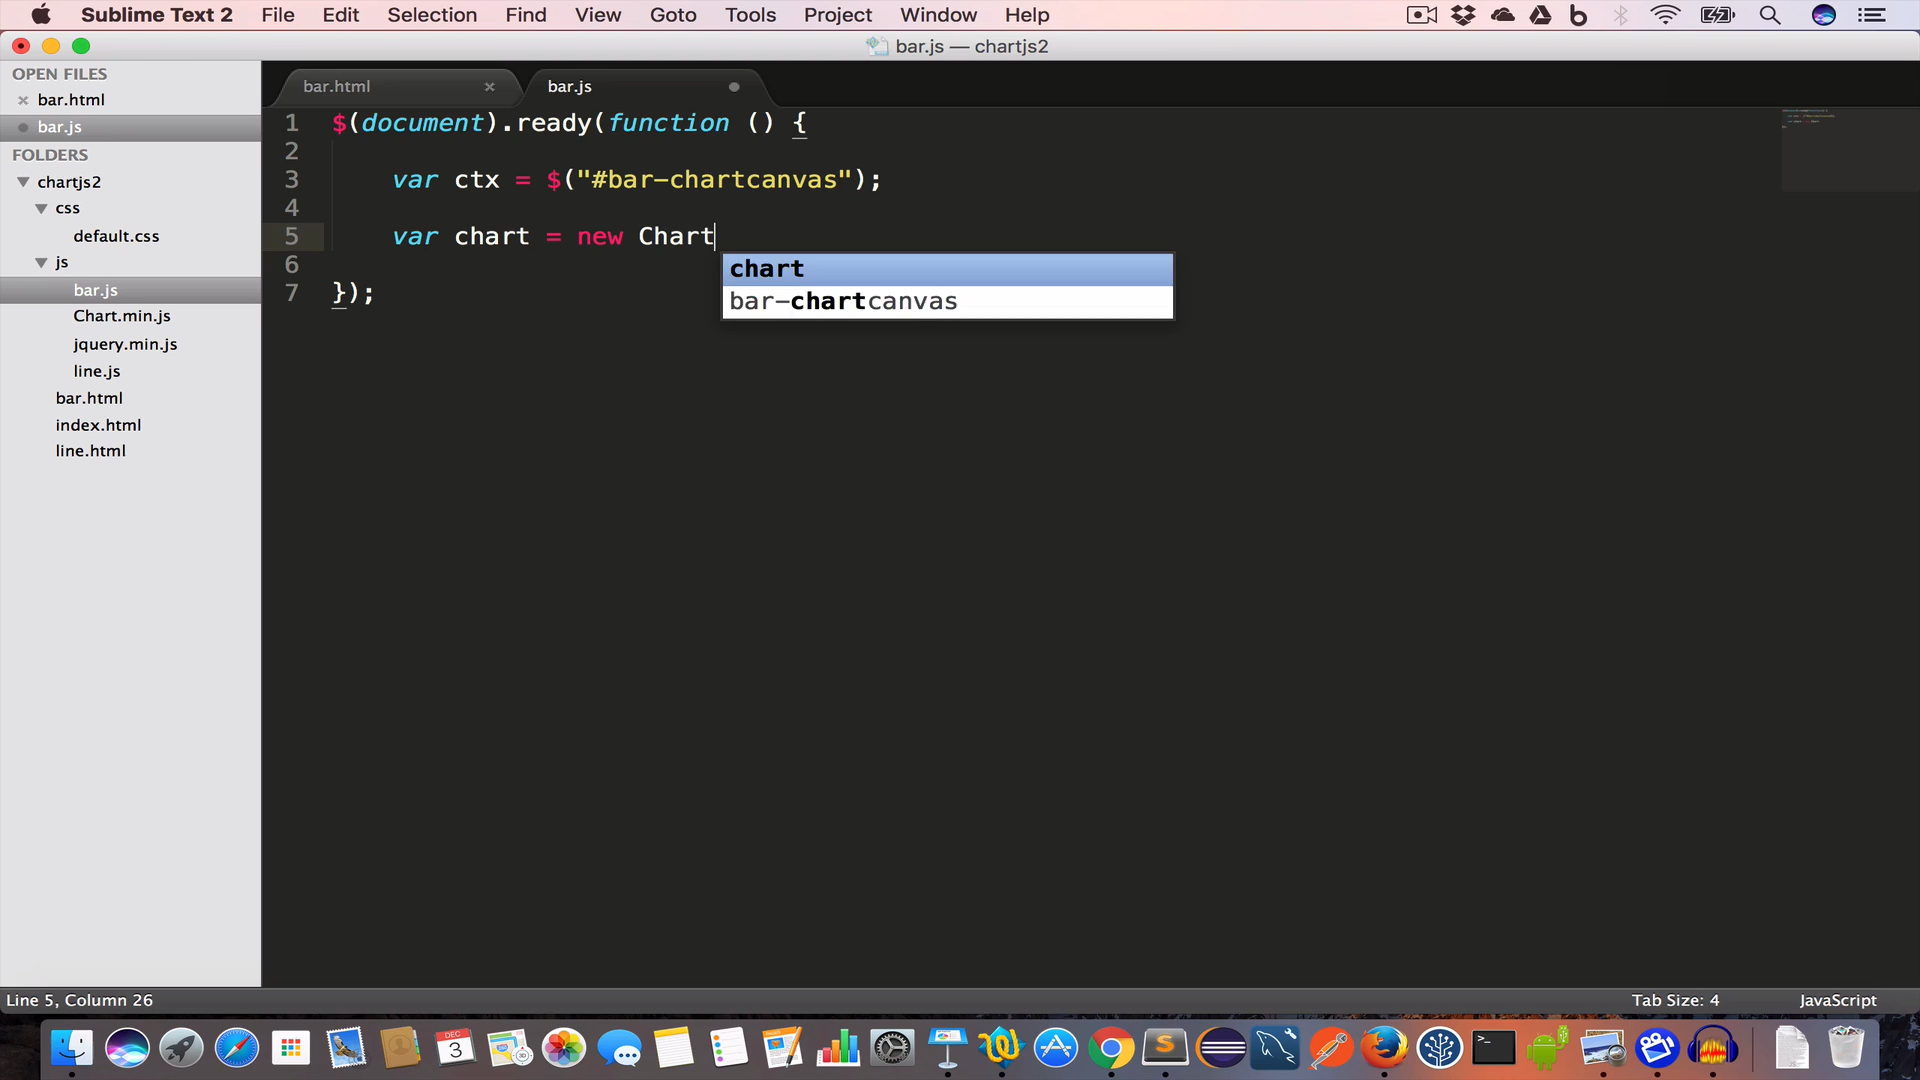 Sublime Text 2 File Edit Selection Find View Goto Tools Project Window Help
bar.js — chartjs2
OPEN FILES
bar.html
bar.js
FOLDERS
chartjs2
css
default.css
js
bar.js
Chart.min.js
jquery.min.js
line.js
bar.html
index.html
line.html
bar.html
bar.js
1 $(document).ready(function () {
2
3 var ctx = $("#bar-chartcanvas");
4
5 var chart = new Chart
chart
bar-chartcanvas
6
7 });
Line 5, Column 26
Tab Size: 4
JavaScript
DEC
3